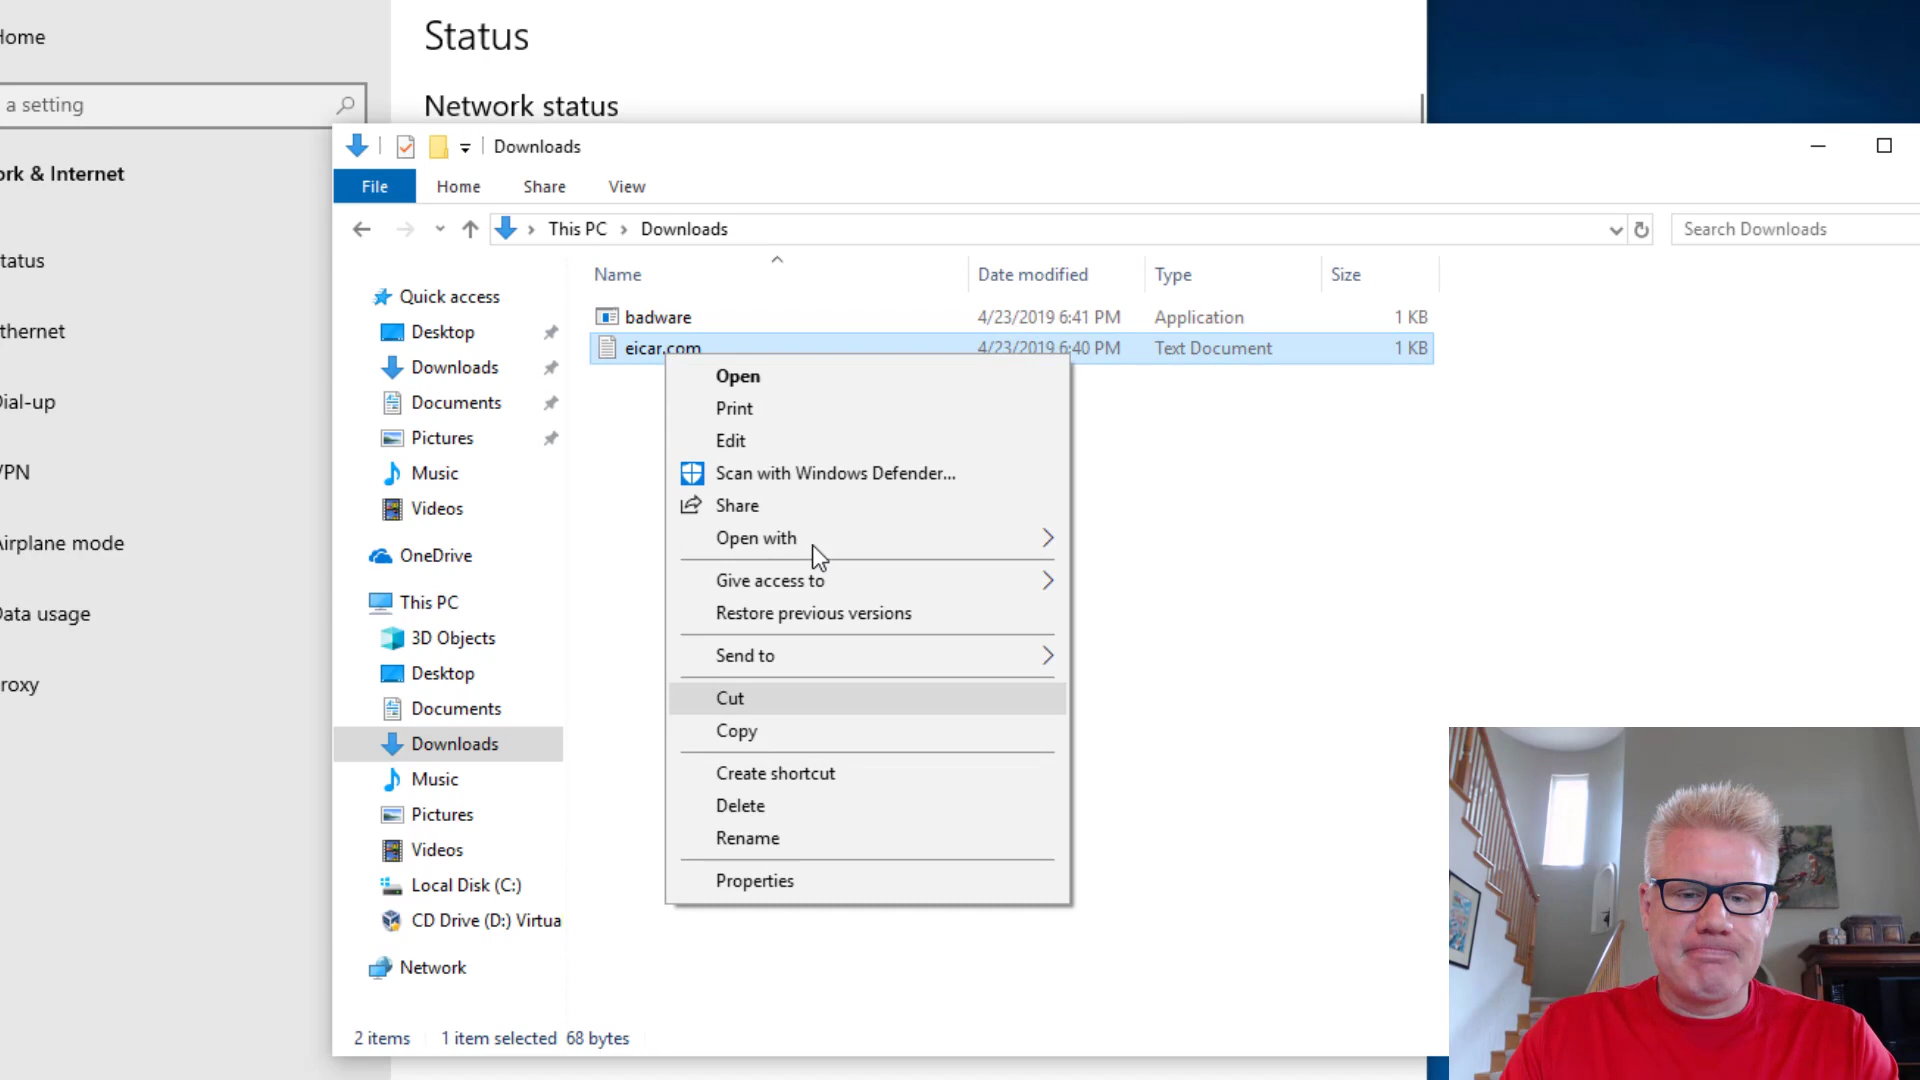 Home
Status
a setting
Network status
ork & Internet
Downloads
File Home Share View
This PC > Downloads
Search Downloads
Name Date modified Type Size
badware 4/23/2019 6:41 PM Application 1 KB
eicar.com 4/23/2019 6:40 PM Text Document 1 KB
tatus
thernet
Dial-up
VPN
Airplane mode
Data usage
roxy
Quick access
Desktop
Downloads
Documents
Pictures
Music
Videos
OneDrive
This PC
3D Objects
Desktop
Documents
Downloads
Music
Pictures
Videos
Local Disk (C:)
CD Drive (D:) Virtua
Network
Open
Print
Edit
Scan with Windows Defender...
Share
Open with
Give access to
Restore previous versions
Send to
Cut
Copy
Create shortcut
Delete
Rename
Properties
2 items 1 item selected 68 bytes